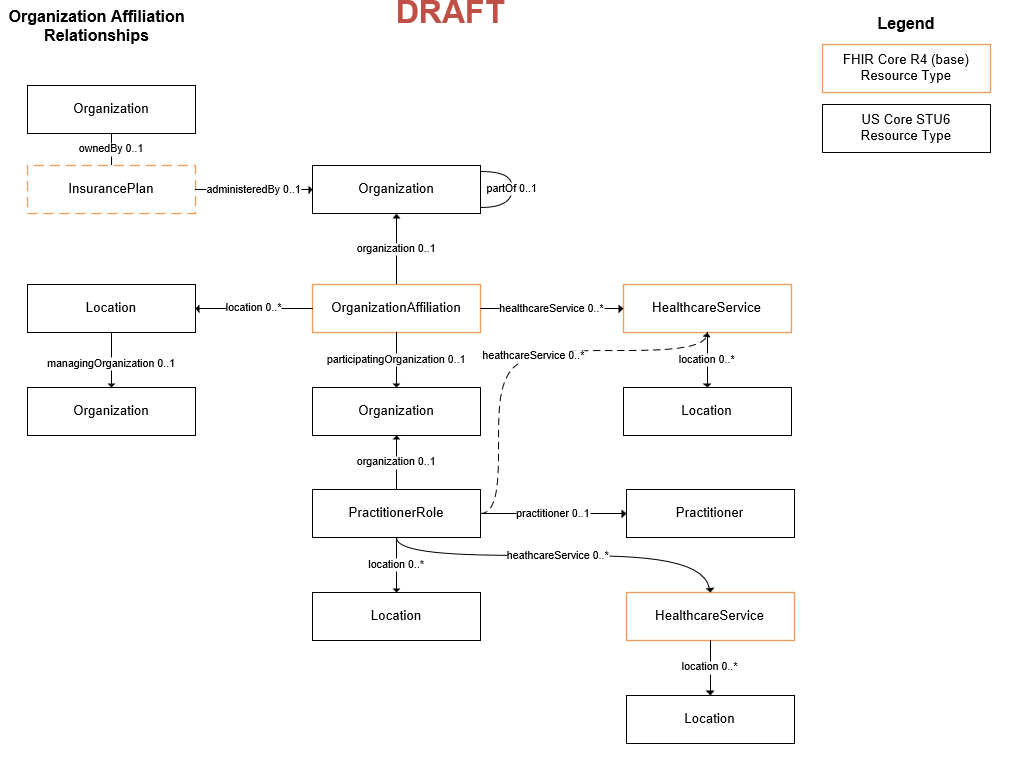 Organization Affiliation
Relationships
DRAFT
Legend
FHIR Core R4 (base)
Resource Type
US Core STU6
Resource Type
Organization
ownedBy 0..1
InsurancePlan
administeredBy 0..1
Organization
partOf 0..1
organization 0..1
Location
location 0..*
OrganizationAffiliation
healthcareService 0..*
HealthcareService
managingOrganization 0..1
participatingOrganization 0..1
heathcareService 0..*
location 0..*
Organization
Organization
Location
organization 0..1
PractitionerRole
practitioner 0..1
Practitioner
location 0..*
heathcareService 0..*
Location
HealthcareService
location 0..*
Location